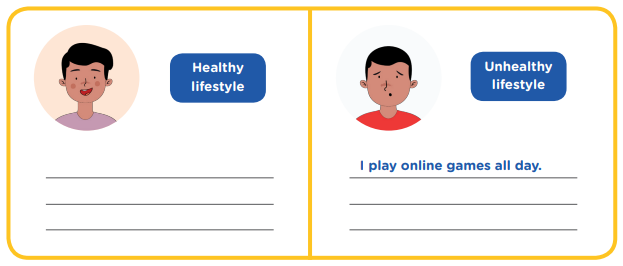 Healthy
lifestyle
Unhealthy
lifestyle
I play online games all day.